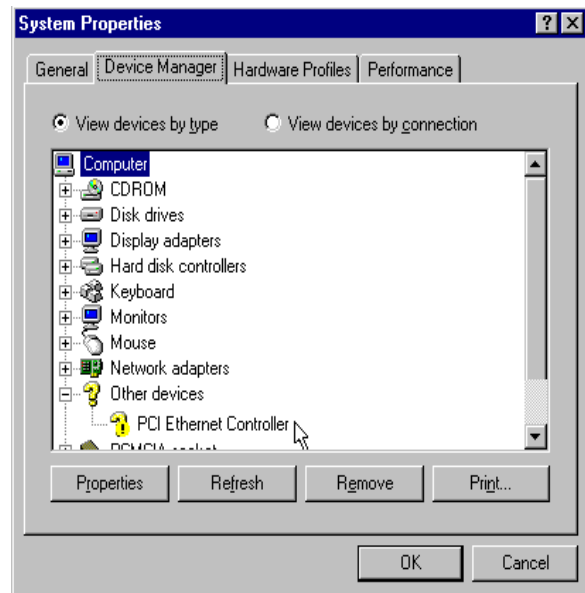 System Properties
General Device Manager Hardware Profiles Performance
View devices by type View devices by connection
Computer
CDROM
Disk drives
Display adapters
Hard disk controllers
Keyboard
Monitors
Mouse
Network adapters
Other devices
PCI Ethernet Controller
PCMCIA socket
Properties Refresh Remove Print...
OK Cancel